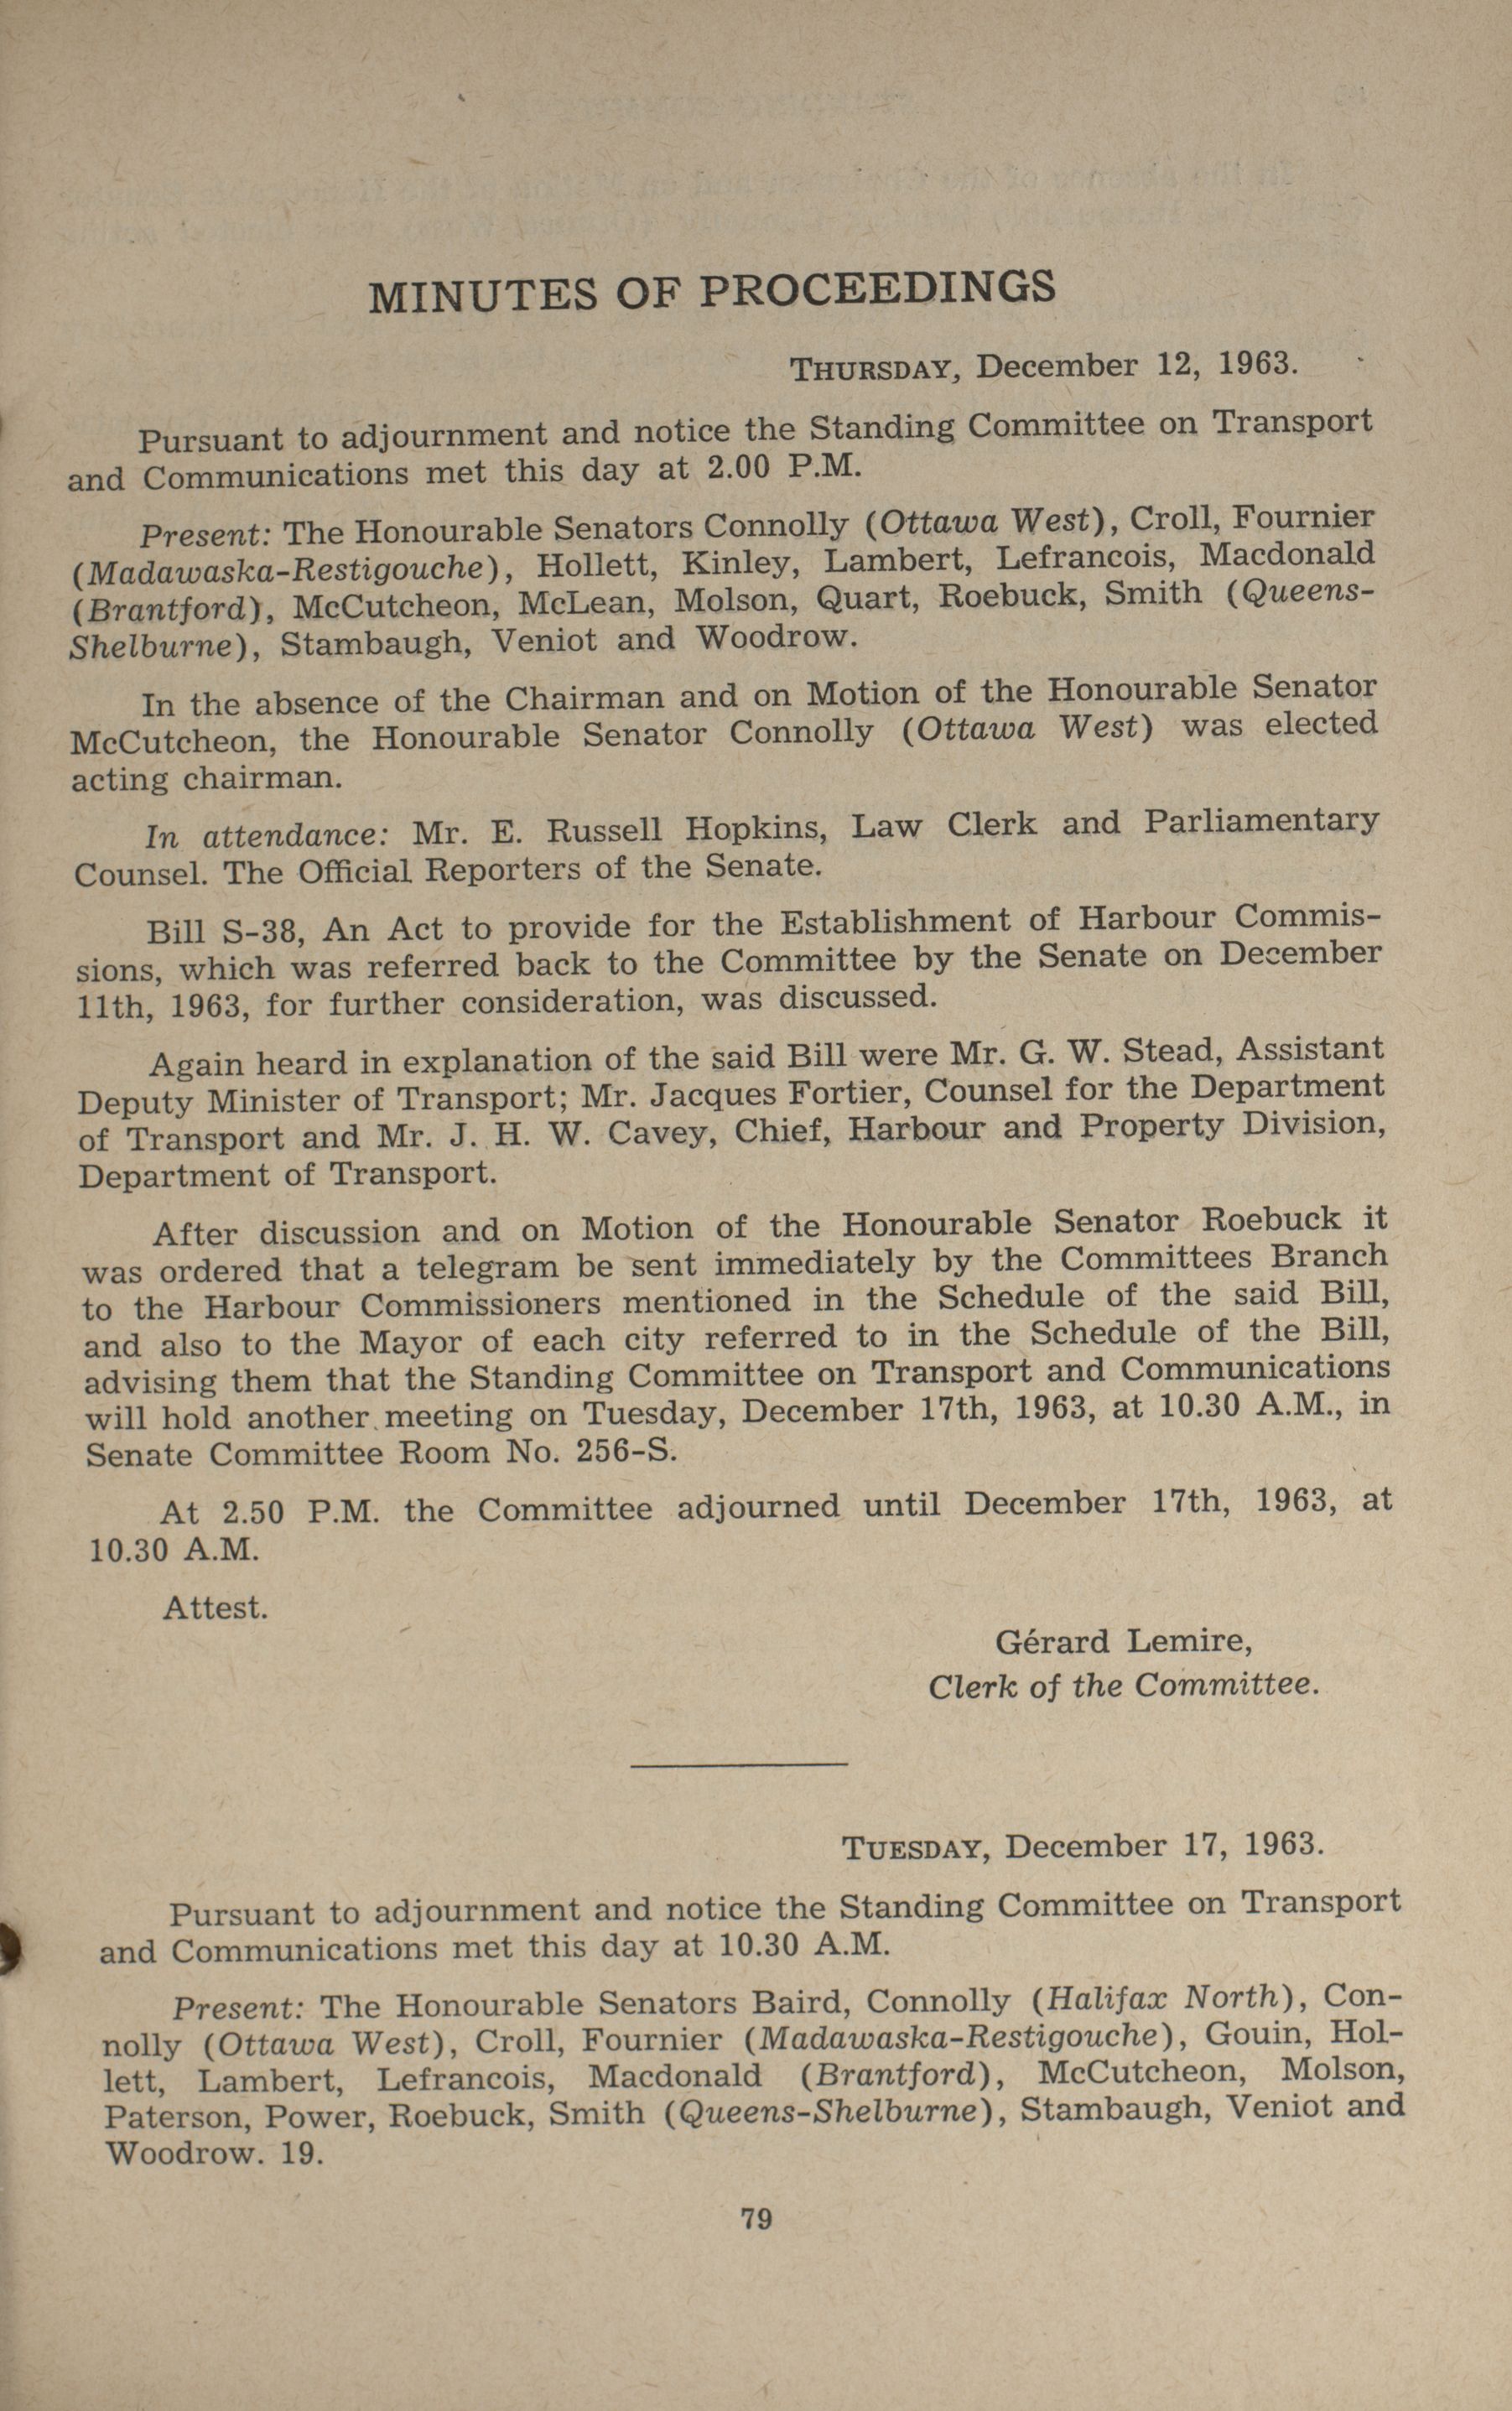 MINUTES OF PROCEEDINGS
THURSDAY, December 12, 1963.
Pursuant to adjournment and notice the Standing Committee on Transport
and Communications met this day at 2.00 P.M.
Present: The Honourable Senators Connolly (Ottawa West), Croll, Fournier
(Madawaska-Restigouche), Hollett, Kinley, Lambert, Lefrancois, Macdonald
(Brantford), McCutcheon, McLean, Molson, Quart, Roebuck, Smith (Queens-
Shelburne), Stambaugh, Veniot and Woodrow.
In the absence of the Chairman and on Motion of the Honourable Senator
McCutcheon, the Honourable Senator Connolly (Ottawa West) was elected
acting chairman.
In attendance: Mr. E. Russell Hopkins, Law Clerk and Parliamentary
Counsel. The Official Reporters of the Senate.
Bill S-38, An Act to provide for the Establishment of Harbour Commis-
sions, which was referred back to the Committee by the Senate on December
11th, 1963, for further consideration, was discussed.
Again heard in explanation of the said Bill were Mr. G. W. Stead, Assistant
Deputy Minister of Transport; Mr. Jacques Fortier, Counsel for the Department
of Transport and Mr. J. H. W. Cavey, Chief, Harbour and Property Division,
Department of Transport.
After discussion and on Motion of the Honourable Senator Roebuck it
was ordered that a telegram be sent immediately by the Committees Branch
to the Harbour Commissioners mentioned in the Schedule of the said Bill,
and also to the Mayor of each city referred to in the Schedule of the Bill,
advising them that the Standing Committee on Transport and Communications
will hold another meeting on Tuesday, December 17th, 1963, at 10.30 A.M., in
Senate Committee Room No. 256-S.
At 2.50 P.M. the Committee adjourned until December 17th, 1963, at
10.30 A.M.
Attest.
Gérard Lemire,
Clerk of the Committee.
TUESDAY, December 17, 1963.
Pursuant to adjournment and notice the Standing Committee on Transport
and Communications met this day at 10.30 A.M.
Present: The Honourable Senators Baird, Connolly (Halifax North), Con-
nolly (Ottawa West), Croll, Fournier (Madawaska-Restigouche), Gouin, Hol-
lett, Lambert, Lefrancois, Macdonald (Brantford), McCutcheon, Molson,
Paterson, Power, Roebuck, Smith (Queens-Shelburne), Stambaugh, Veniot and
Woodrow. 19.
79